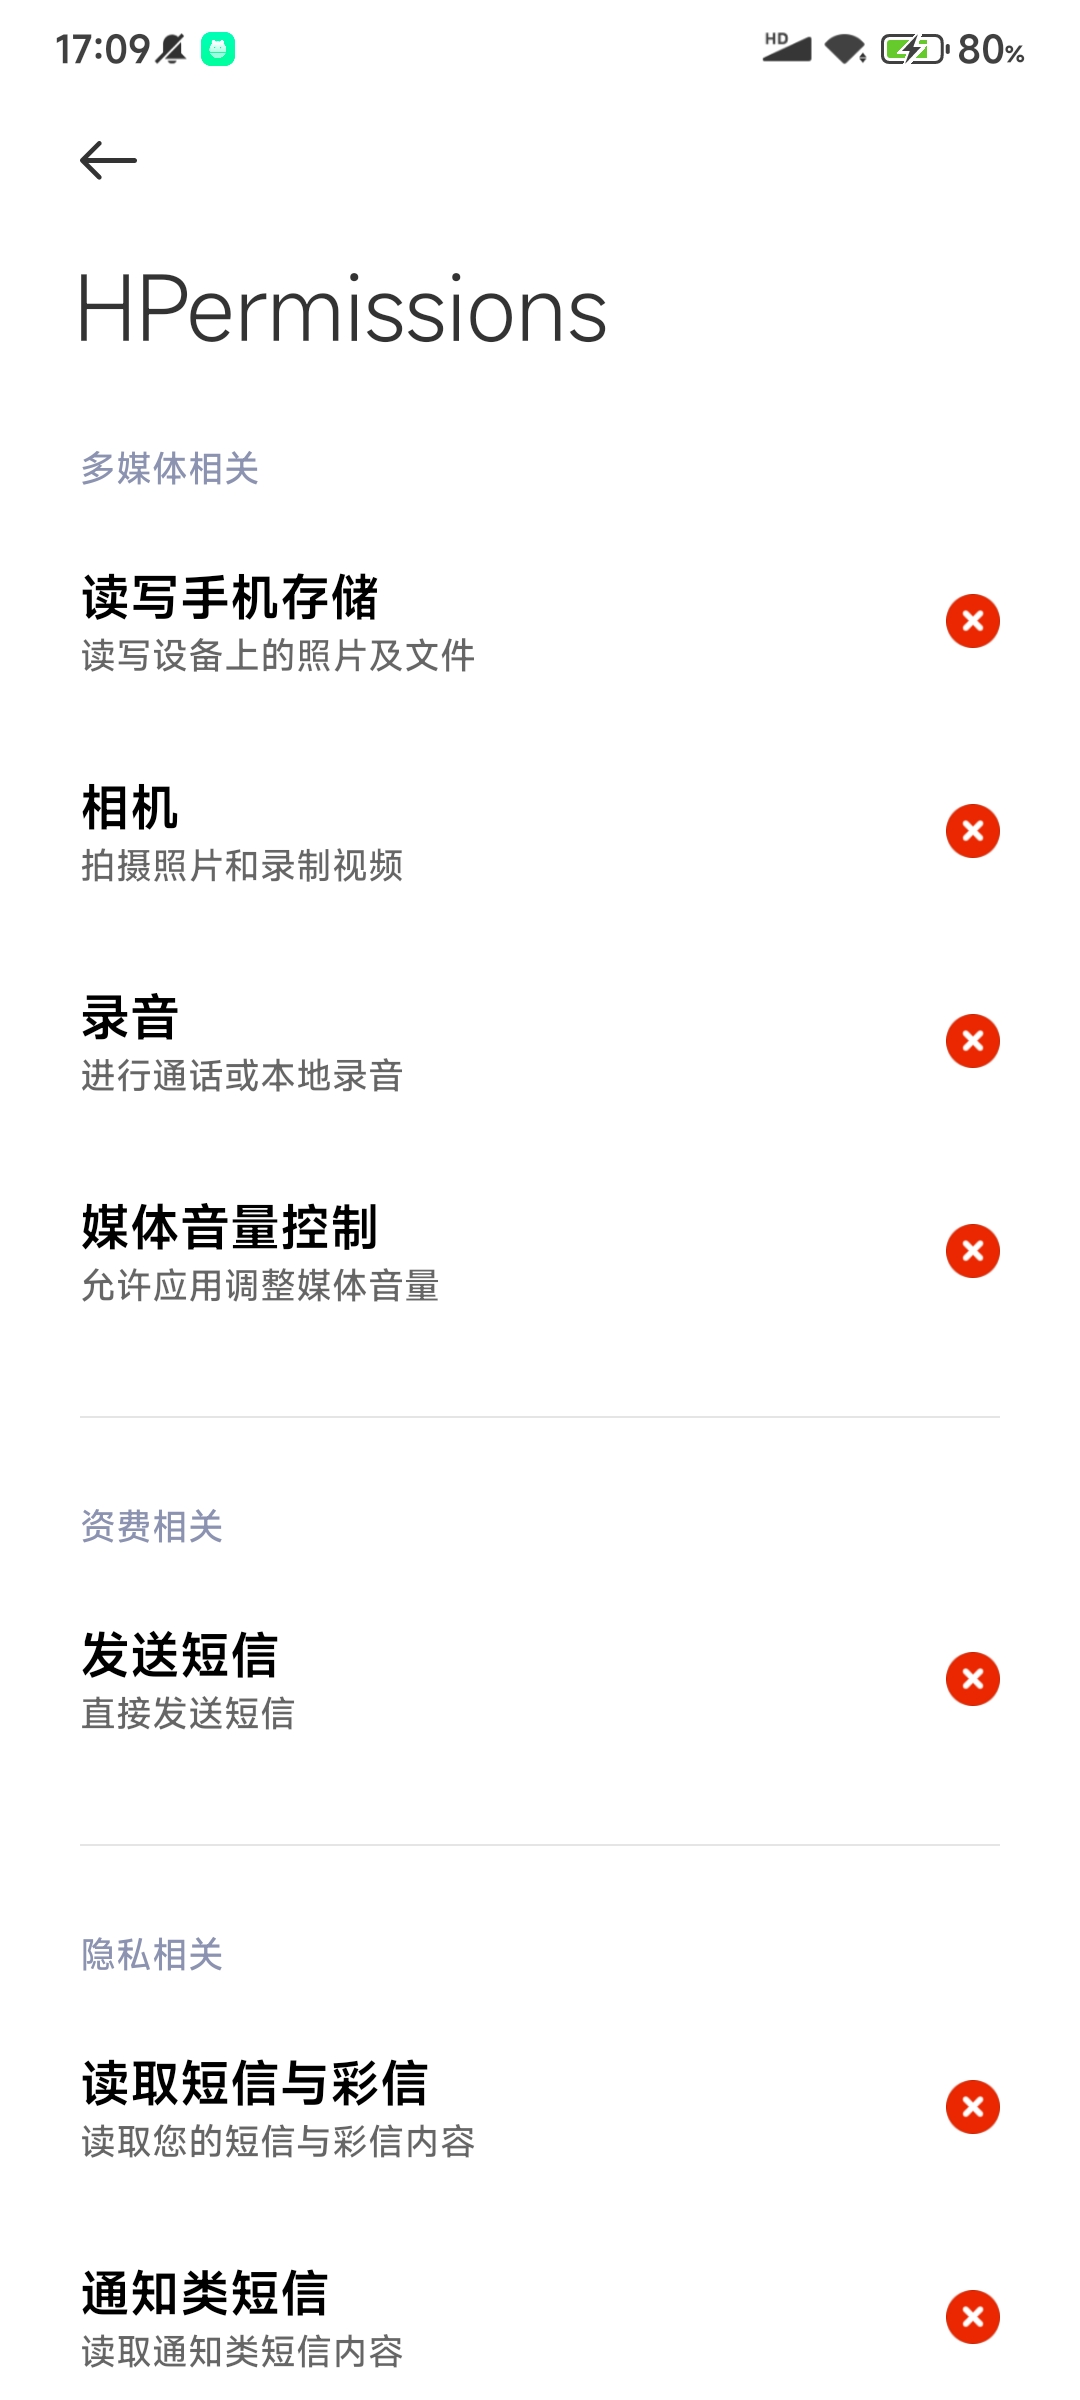 17:09
HD
80%
HPermissions
多媒体相关
读写手机存储
读写设备上的照片及文件
相机
拍摄照片和录制视频
录音
进行通话或本地录音
媒体音量控制
允许应用调整媒体音量
资费相关
发送短信
直接发送短信
隐私相关
读取短信与彩信
读取您的短信与彩信内容
通知类短信
读取通知类短信内容